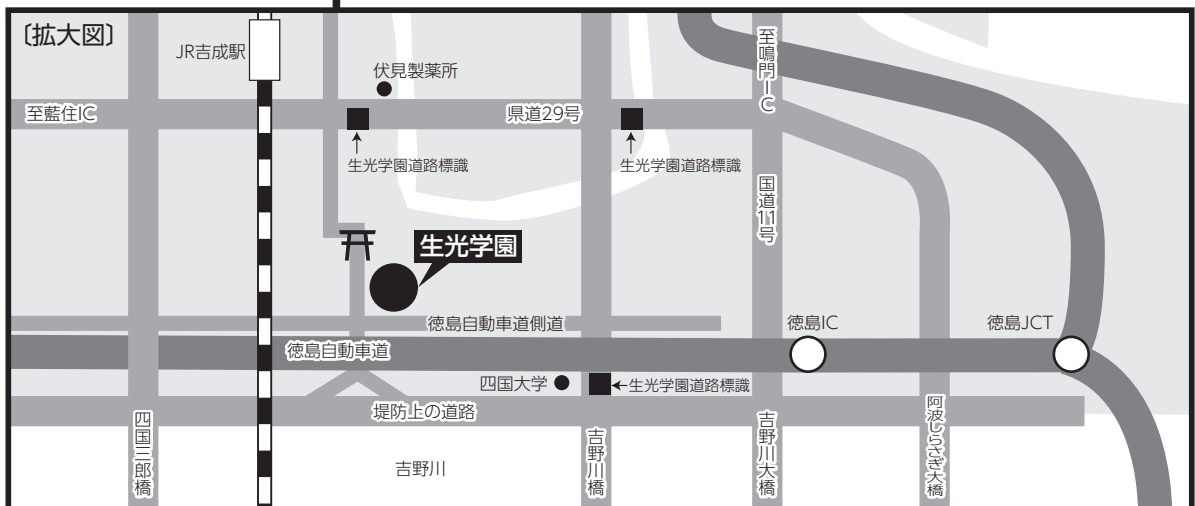 〔拡大図〕
JR吉成駅
伏見製薬所
至鳴門IC
至藍住IC
県道29号
生光学園道路標識
生光学園道路標識
国道11号
生光学園
徳島自動車道側道
徳島IC
徳島JCT
徳島自動車道
四国大学
生光学園道路標識
堤防上の道路
四国三郎橋
吉野川
吉野川橋
吉野川大橋
阿波しらさぎ大橋